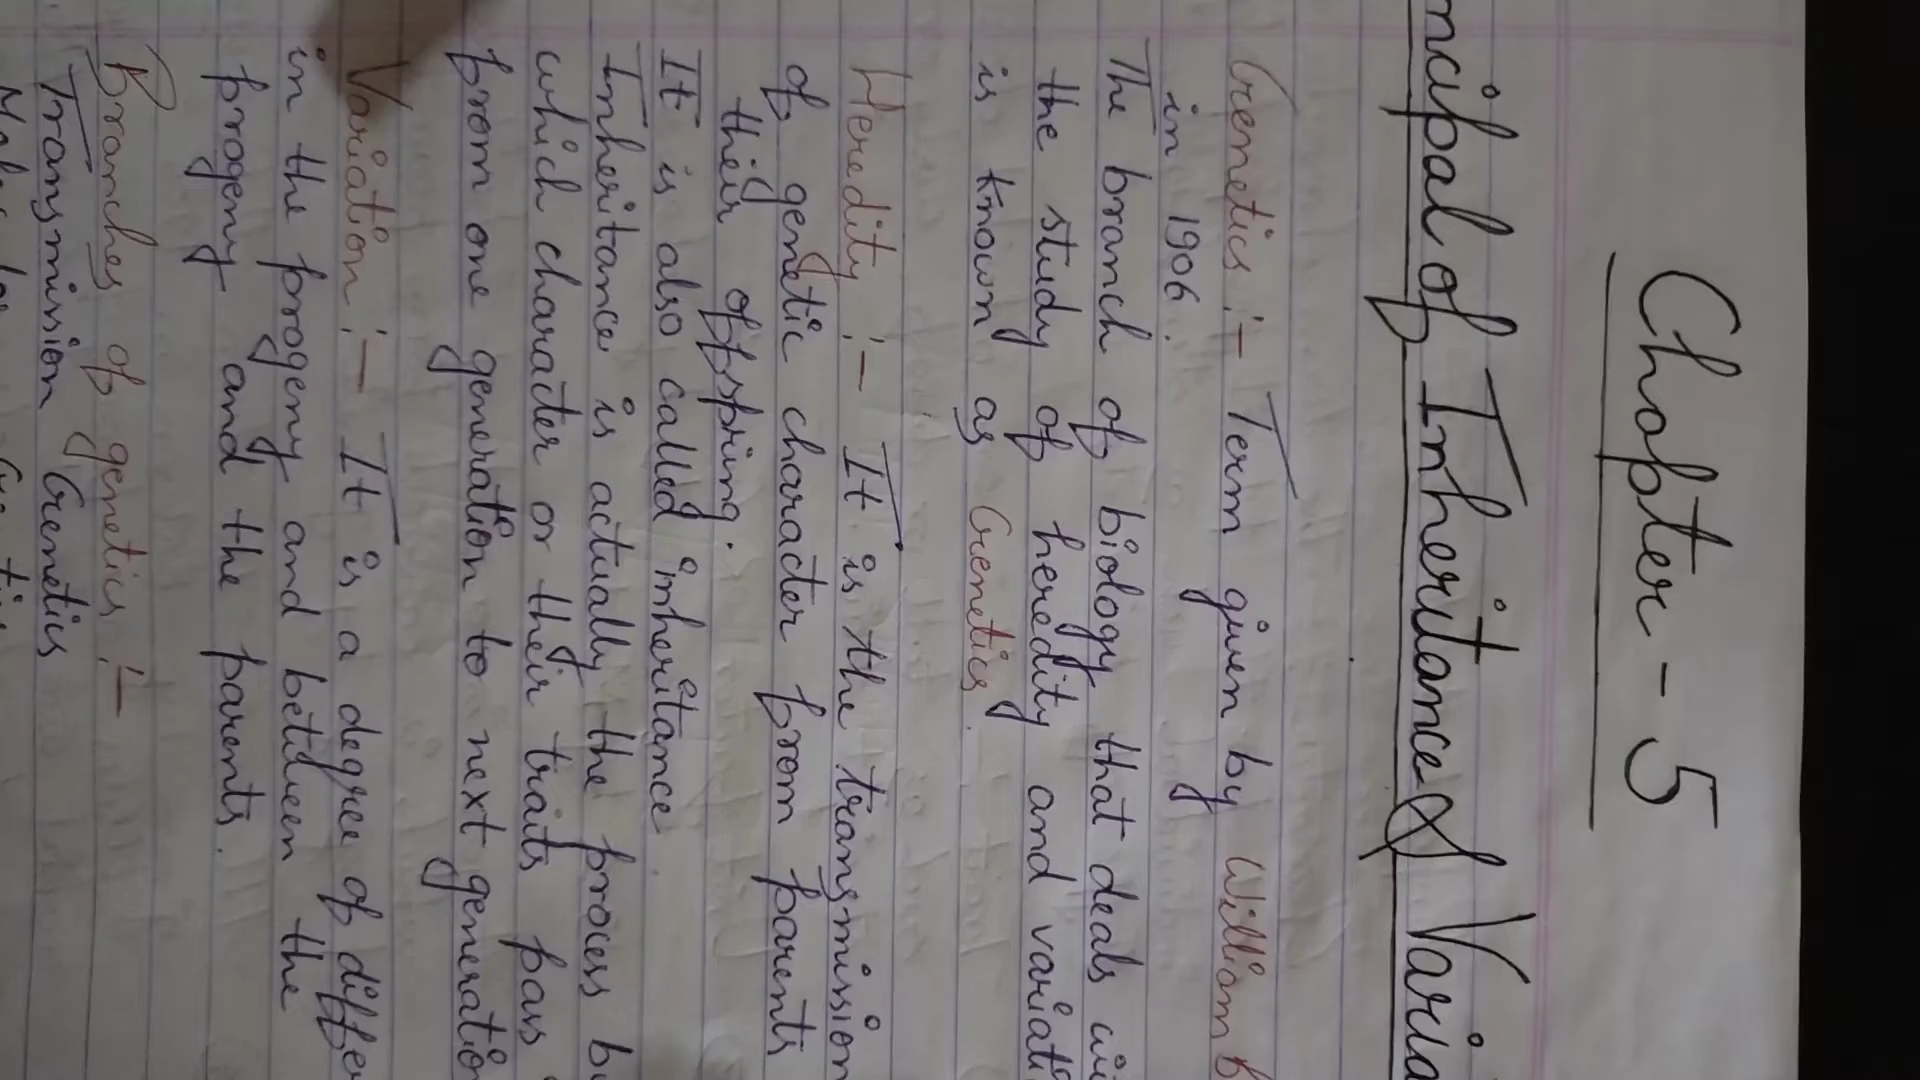 Chapter - 5
ncipal of Inheritance & Varia
Genetics :- Term given by William B
in 1906.
The branch of biology that deals wi
the study of heredity and variati
is known as Genetics.
Heredity :- It is the transmission
of genetic character from parents
their offspring.
It is also called inheritance
Inheritance is actually the process b
which character or their traits pass
from one generation to next generatio
Variation :- It is a degree of differ
in the progeny and between the
progeny and the parents.
Branches of genetics :-
Transmission Genetics